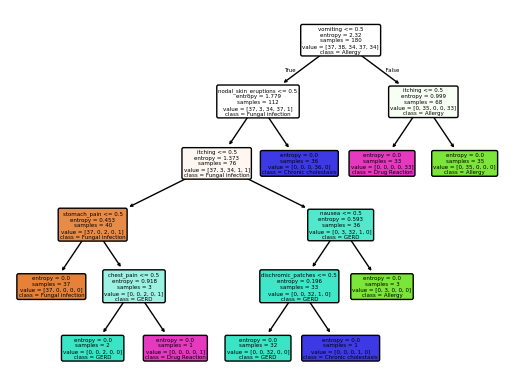 vomiting <= 0.5
entropy = 2.32
samples = 180
value = [37, 38, 34, 37, 34]
class = Allergy
True
False
nodal_skin_eruptions <= 0.5
entropy = 1.779
samples = 112
value = [37, 3, 34, 37, 1]
class = Fungal infection
itching <= 0.5
entropy = 0.999
samples = 68
value = [0, 35, 0, 0, 33]
class = Allergy
itching <= 0.5
entropy = 1.373
samples = 76
value = [37, 3, 34, 1, 1]
class = Fungal infection
entropy = 0.0
samples = 36
value = [0, 0, 0, 36, 0]
class = Chronic cholestasis
entropy = 0.0
samples = 33
value = [0, 0, 0, 0, 33]
class = Drug Reaction
entropy = 0.0
samples = 35
value = [0, 35, 0, 0, 0]
class = Allergy
stomach_pain <= 0.5
entropy = 0.453
samples = 40
value = [37, 0, 2, 0, 1]
class = Fungal infection
nausea <= 0.5
entropy = 0.593
samples = 36
value = [0, 3, 32, 1, 0]
class = GERD
entropy = 0.0
samples = 37
value = [37, 0, 0, 0, 0]
class = Fungal infection
chest_pain <= 0.5
entropy = 0.918
samples = 3
value = [0, 0, 2, 0, 1]
class = GERD
dischromic_patches <= 0.5
entropy = 0.196
samples = 33
value = [0, 0, 32, 1, 0]
class = GERD
entropy = 0.0
samples = 3
value = [0, 3, 0, 0, 0]
class = Allergy
entropy = 0.0
samples = 2
value = [0, 0, 2, 0, 0]
class = GERD
entropy = 0.0
samples = 1
value = [0, 0, 0, 0, 1]
class = Drug Reaction
entropy = 0.0
samples = 32
value = [0, 0, 32, 0, 0]
class = GERD
entropy = 0.0
samples = 1
value = [0, 0, 0, 1, 0]
class = Chronic cholestasis